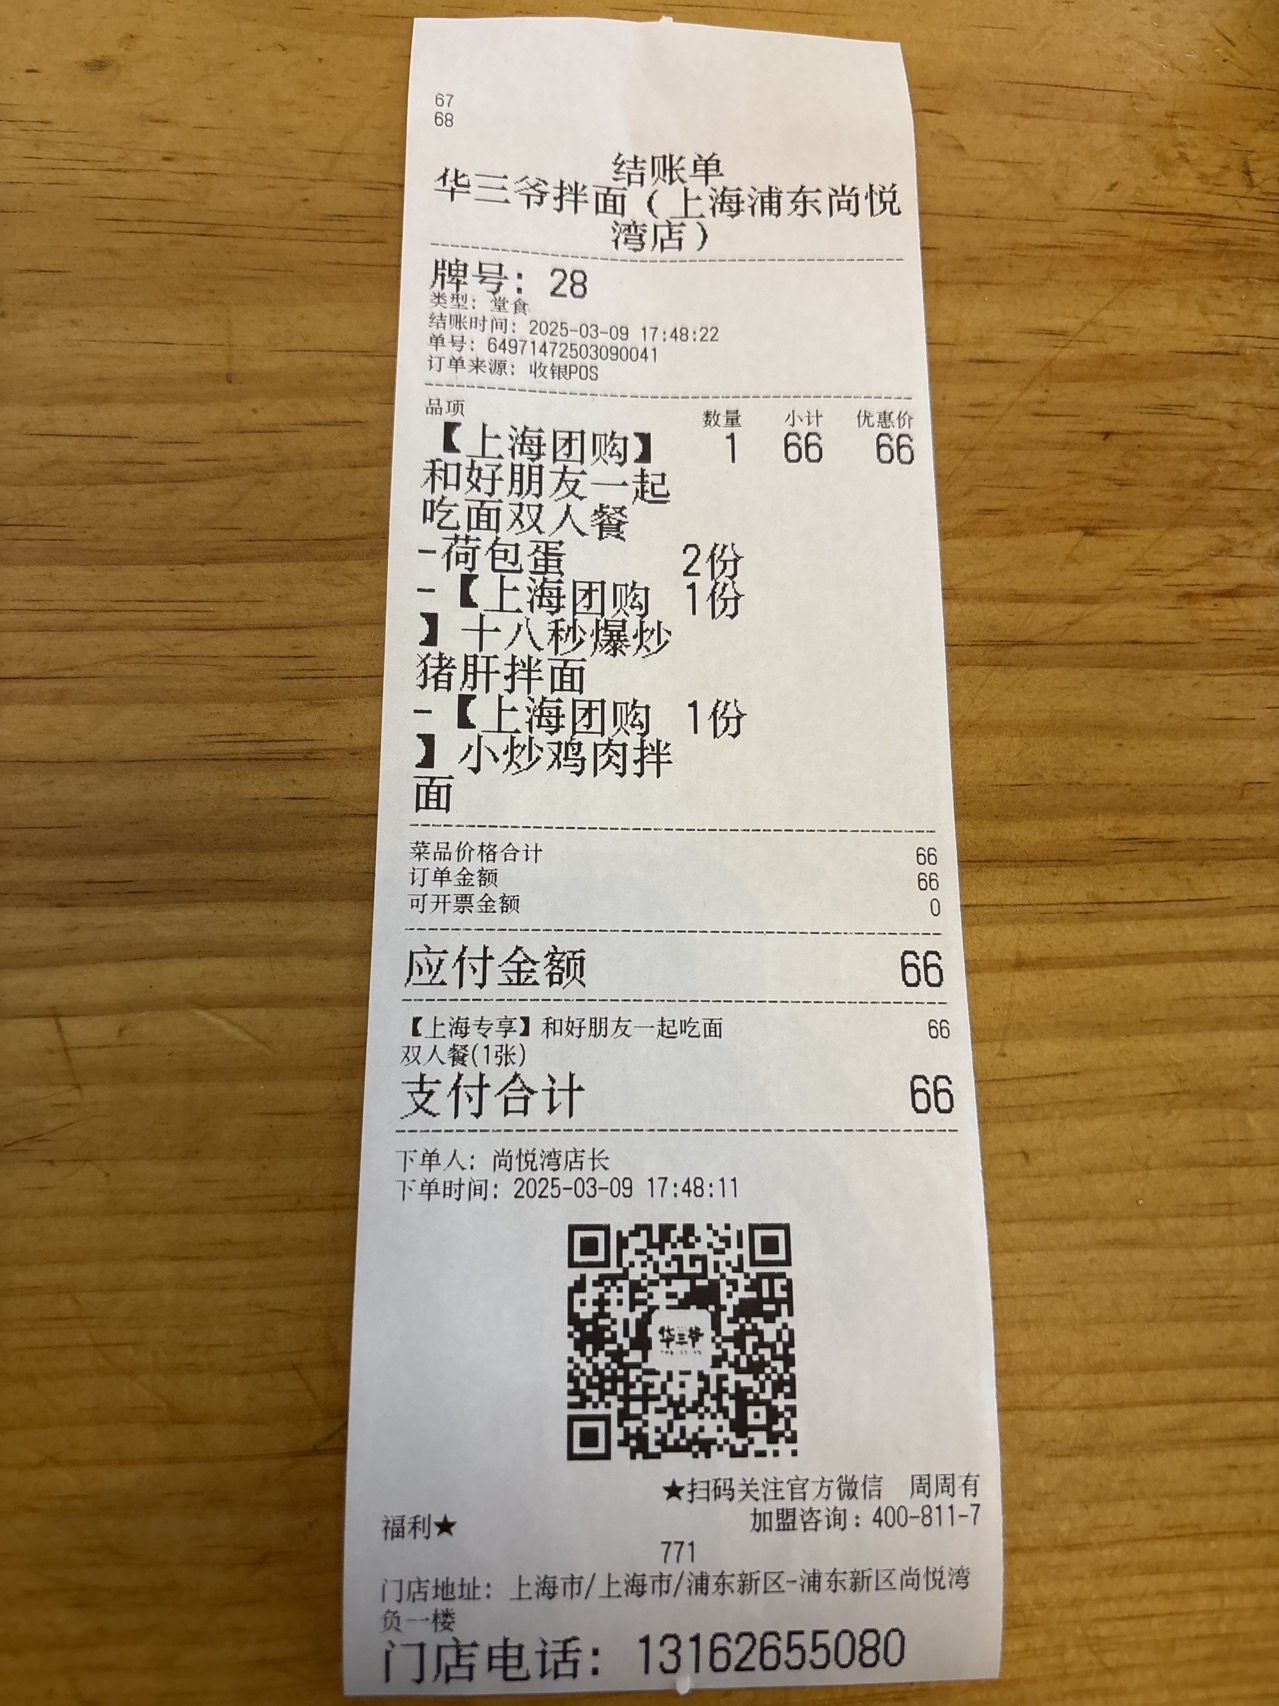 67
68
结账单
华三爷拌面（上海浦东尚悦
湾店）
牌号：28
类型：堂食
结账时间：2025-03-09 17:48:22
单号：64971472503090041
订单来源：收银POS
品项 数量 小计 优惠价
【上海团购】 1 66 66
和好朋友一起
吃面双人餐
-荷包蛋 2份
-【上海团购 1份
】十八秒爆炒
猪肝拌面
-【上海团购 1份
】小炒鸡肉拌
面
菜品价格合计 66
订单金额 66
可开票金额 0
应付金额 66
【上海专享】和好朋友一起吃面 66
双人餐(1张)
支付合计 66
下单人：尚悦湾店长
下单时间：2025-03-09 17:48:11
华三爷
★扫码关注官方微信 周周有
福利★ 加盟咨询：400-811-7
771
门店地址：上海市/上海市/浦东新区-浦东新区尚悦湾
负一楼
门店电话：13162655080